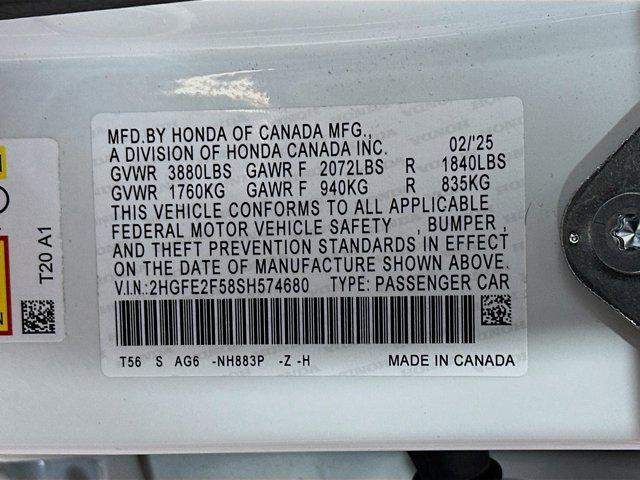 MFD.BY HONDA OF CANADA MFG.,
A DIVISION OF HONDA CANADA INC. 02/'25
GVWR 3880LBS GAWR F 2072LBS R 1840LBS
GVWR 1760KG GAWR F 940KG R 835KG
THIS VEHICLE CONFORMS TO ALL APPLICABLE
FEDERAL MOTOR VEHICLE SAFETY , BUMPER ,
AND THEFT PREVENTION STANDARDS IN EFFECT
ON THE DATE OF MANUFACTURE SHOWN ABOVE.
V.I.N.:2HGFE2F58SH574680 TYPE: PASSENGER CAR
T56 S AG6 -NH883P -Z -H MADE IN CANADA
T20 A1